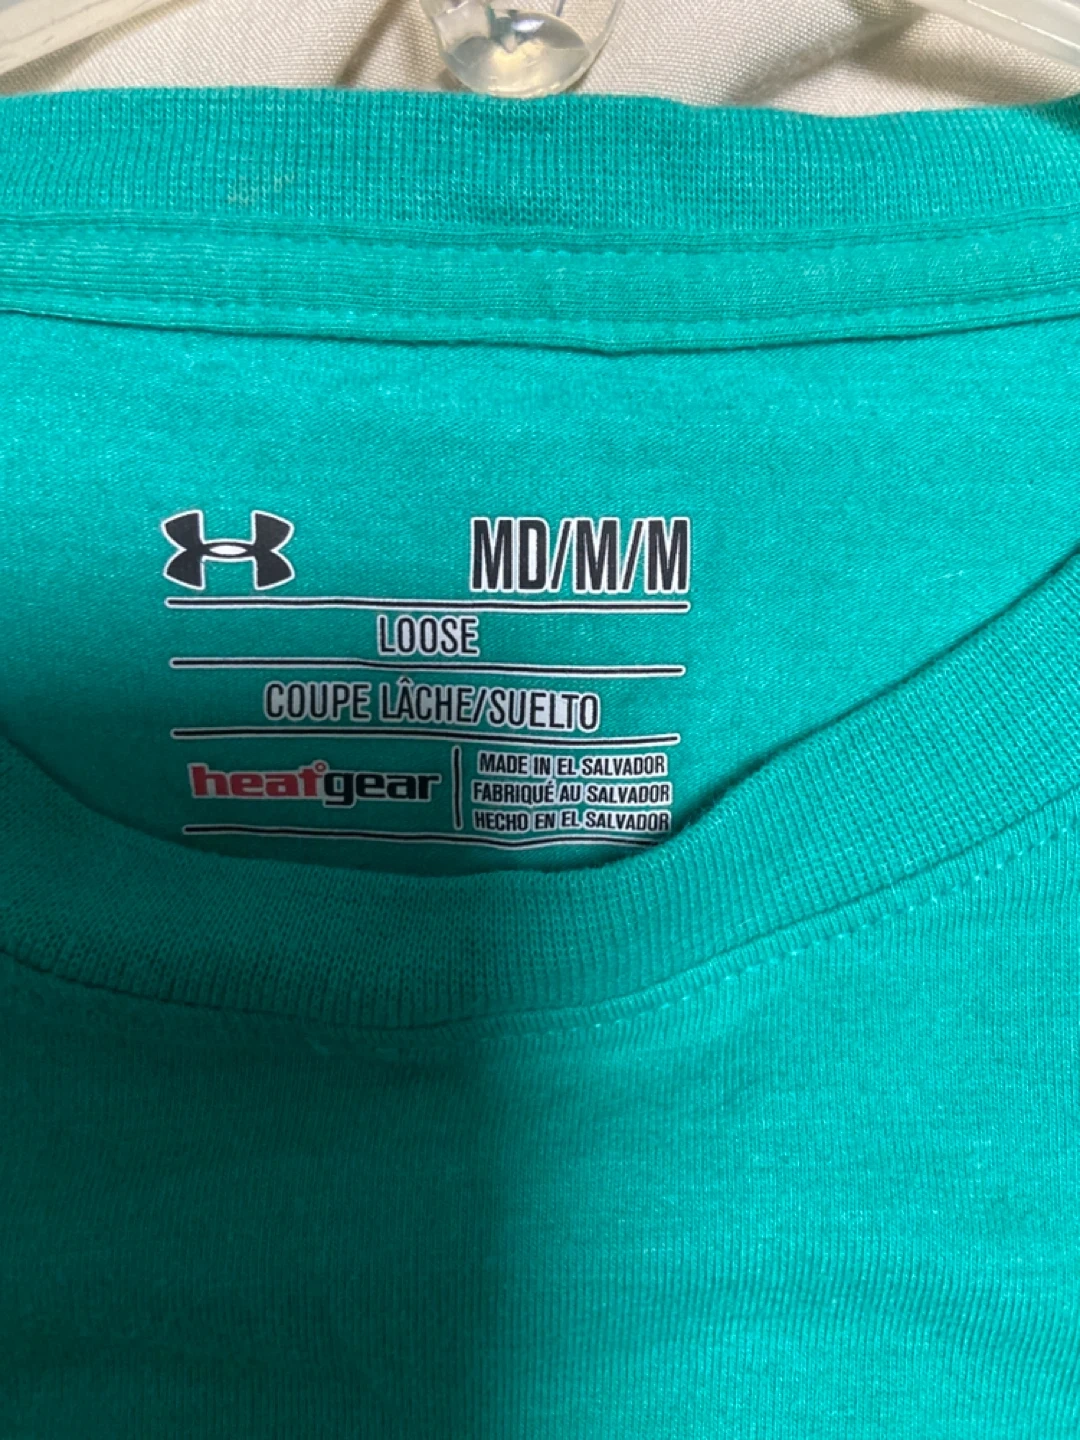 MD/M/M
LOOSE
COUPE LÂCHE/SUELTO
heatgear
MADE IN EL SALVADOR
FABRIQUÉ AU SALVADOR
HECHO EN EL SALVADOR